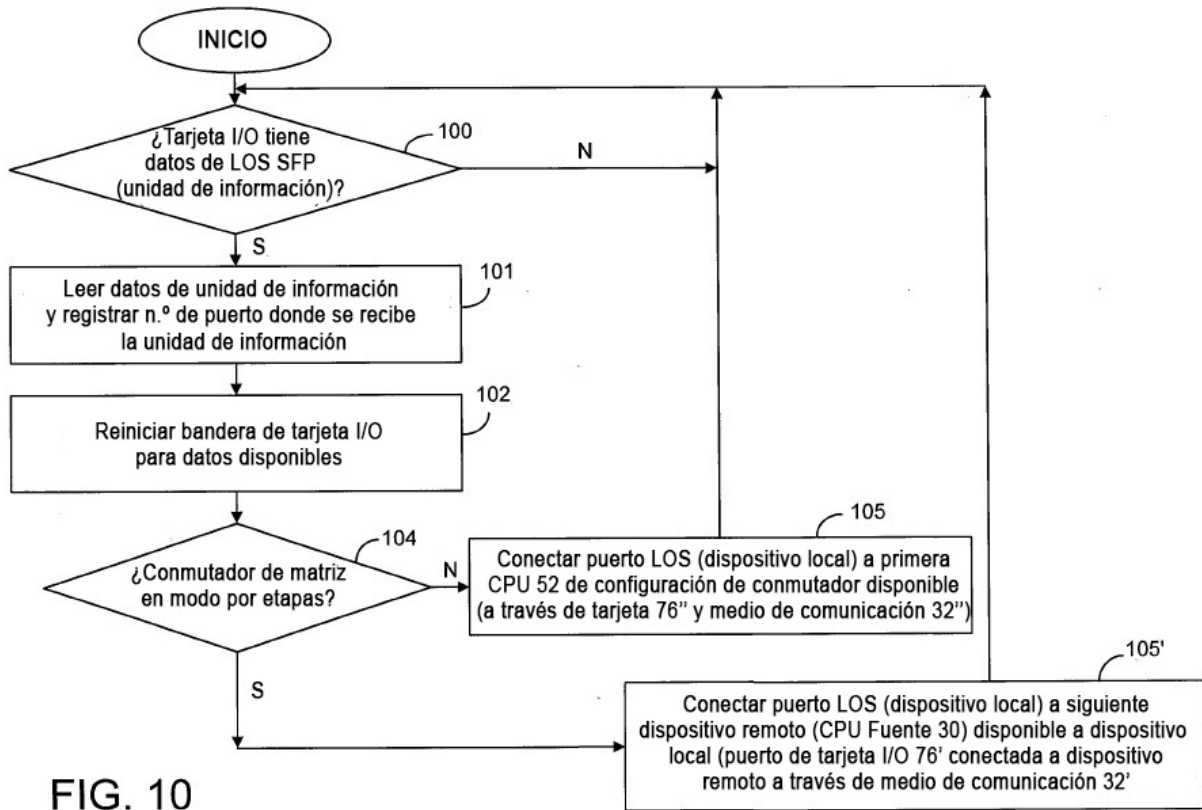 INICIO
¿Tarjeta I/O tiene
datos de LOS SFP
(unidad de información)?
100
N
S
101
Leer datos de unidad de información
y registrar n.º de puerto donde se recibe
la unidad de información
102
Reiniciar bandera de tarjeta I/O
para datos disponibles
104
¿Conmutador de matriz
en modo por etapas?
N
105
Conectar puerto LOS (dispositivo local) a primera
CPU 52 de configuración de conmutador disponible
(a través de tarjeta 76" y medio de comunicación 32")
S
105'
Conectar puerto LOS (dispositivo local) a siguiente
dispositivo remoto (CPU Fuente 30) disponible a dispositivo
local (puerto de tarjeta I/O 76' conectada a dispositivo
remoto a través de medio de comunicación 32'
FIG. 10